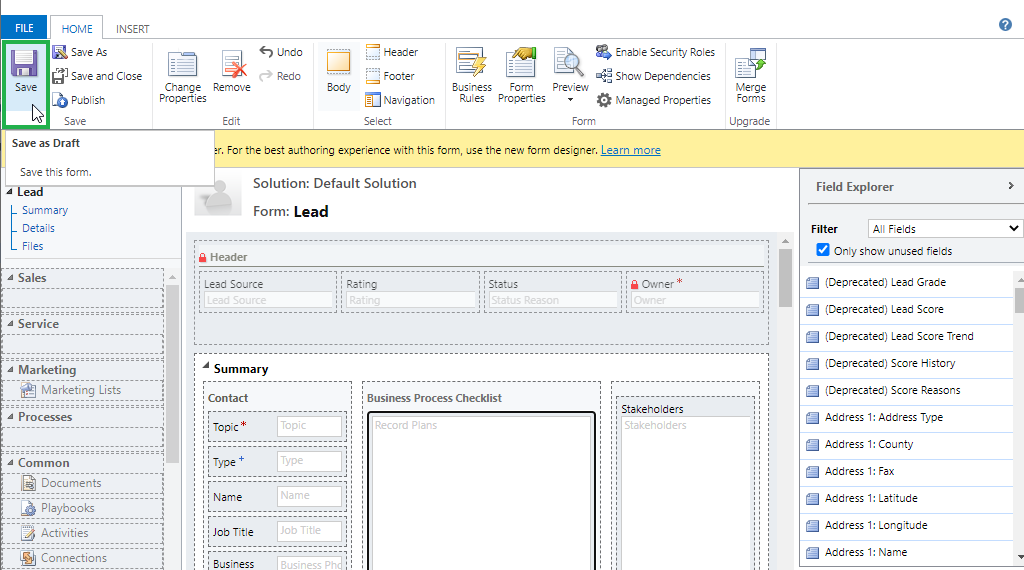 FILE
HOME
INSERT
Save
Save As
Save and Close
Publish
Save
Change Properties
Remove
Undo
Redo
Edit
Body
Header
Footer
Navigation
Select
Business Rules
Form Properties
Preview
Enable Security Roles
Show Dependencies
Managed Properties
Form
Merge Forms
Upgrade
Save as Draft
Save this form.
er. For the best authoring experience with this form, use the new form designer. Learn more
Lead
Summary
Details
Files
Sales
Service
Marketing
Marketing Lists
Processes
Common
Documents
Playbooks
Activities
Connections
Solution: Default Solution
Form: Lead
Header
Lead Source
Lead Source
Rating
Rating
Status
Status Reason
Owner *
Owner
Summary
Contact
Topic *
Topic
Type +
Type
Name
Name
Job Title
Job Title
Business
Business Pho
Business Process Checklist
Record Plans
Stakeholders
Stakeholders
Field Explorer
Filter
All Fields
Only show unused fields
(Deprecated) Lead Grade
(Deprecated) Lead Score
(Deprecated) Lead Score Trend
(Deprecated) Score History
(Deprecated) Score Reasons
Address 1: Address Type
Address 1: County
Address 1: Fax
Address 1: Latitude
Address 1: Longitude
Address 1: Name